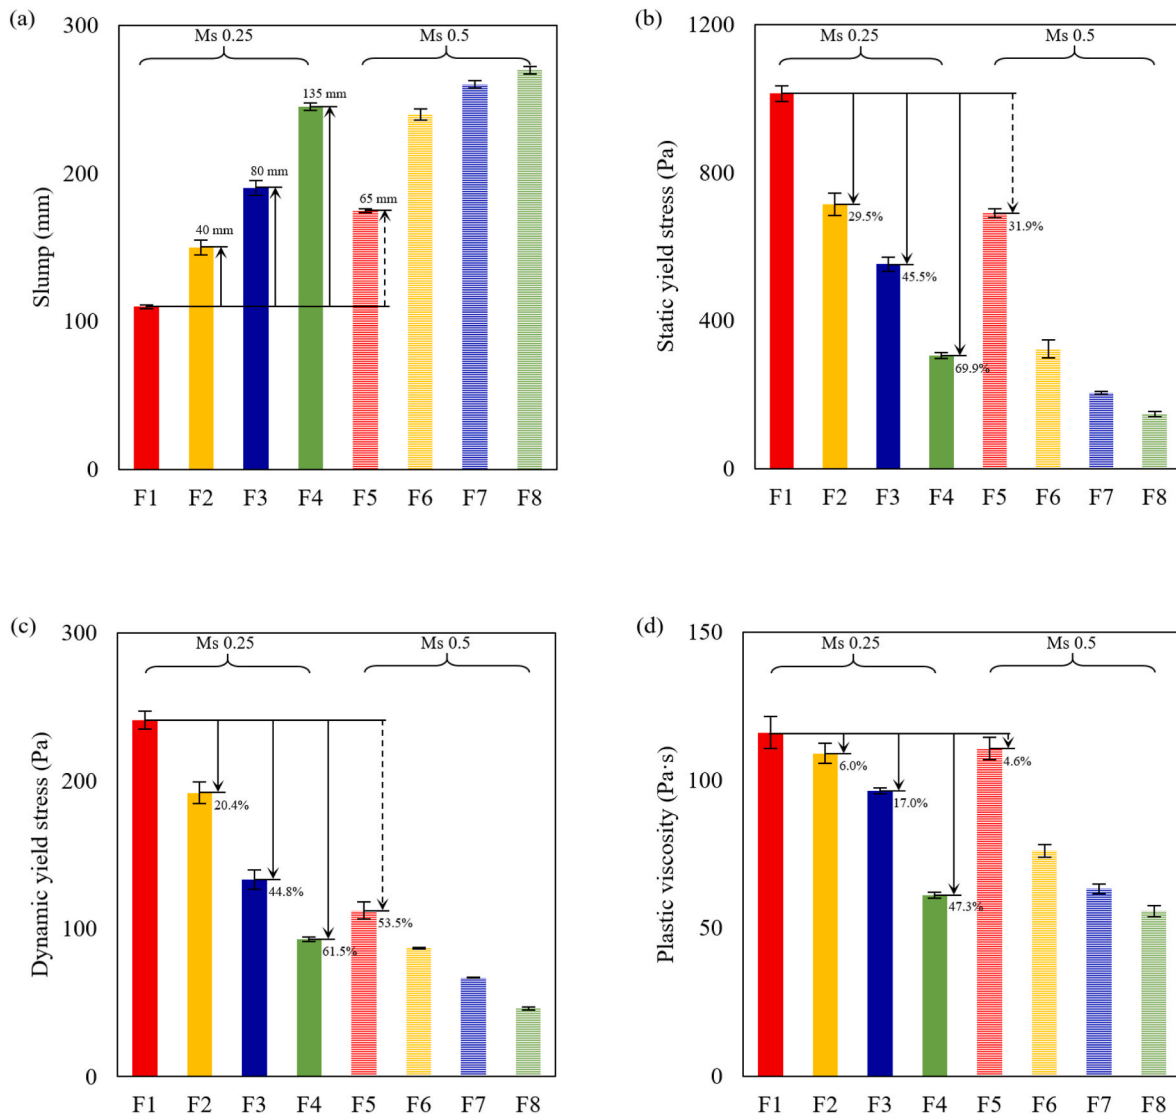 (a)
300
200
100
0
Slump (mm)
Ms 0.25
Ms 0.5
40 mm
80 mm
135 mm
65 mm
F1 F2 F3 F4 F5 F6 F7 F8
(b)
1200
800
400
0
Static yield stress (Pa)
Ms 0.25
Ms 0.5
29.5%
45.5%
69.9%
31.9%
F1 F2 F3 F4 F5 F6 F7 F8
(c)
300
200
100
0
Dynamic yield stress (Pa)
Ms 0.25
Ms 0.5
20.4%
44.8%
61.5%
53.5%
F1 F2 F3 F4 F5 F6 F7 F8
(d)
150
100
50
0
Plastic viscosity (Pa·s)
Ms 0.25
Ms 0.5
6.0%
17.0%
47.3%
4.6%
F1 F2 F3 F4 F5 F6 F7 F8